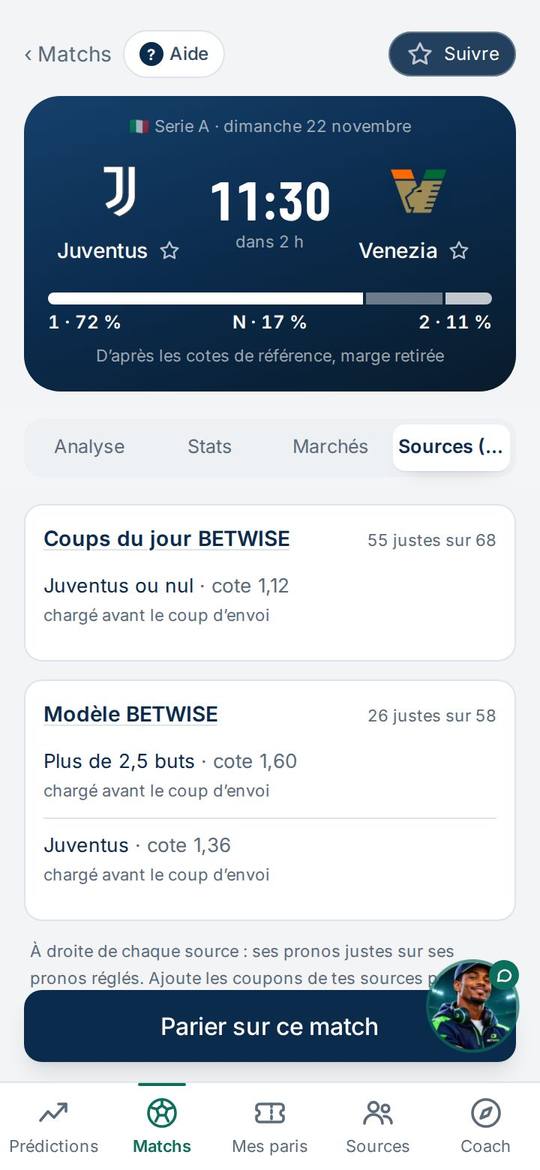 ‹ Matchs
? Aide
Suivre
Serie A · dimanche 22 novembre
11:30
dans 2 h
Juventus
Venezia
1 · 72 %
N · 17 %
2 · 11 %
D’après les cotes de référence, marge retirée
Analyse
Stats
Marchés
Sources (...
Coups du jour BETWISE
55 justes sur 68
Juventus ou nul · cote 1,12
chargé avant le coup d’envoi
Modèle BETWISE
26 justes sur 58
Plus de 2,5 buts · cote 1,60
chargé avant le coup d’envoi
Juventus · cote 1,36
chargé avant le coup d’envoi
À droite de chaque source : ses pronos justes sur ses
pronos réglés. Ajoute les coupons de tes sources
Parier sur ce match
Prédictions
Matchs
Mes paris
Sources
Coach